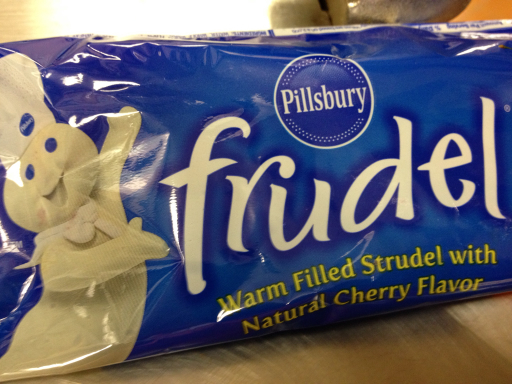 Pillsbury
frudel®
Warm Filled Strudel with
Natural Cherry Flavor